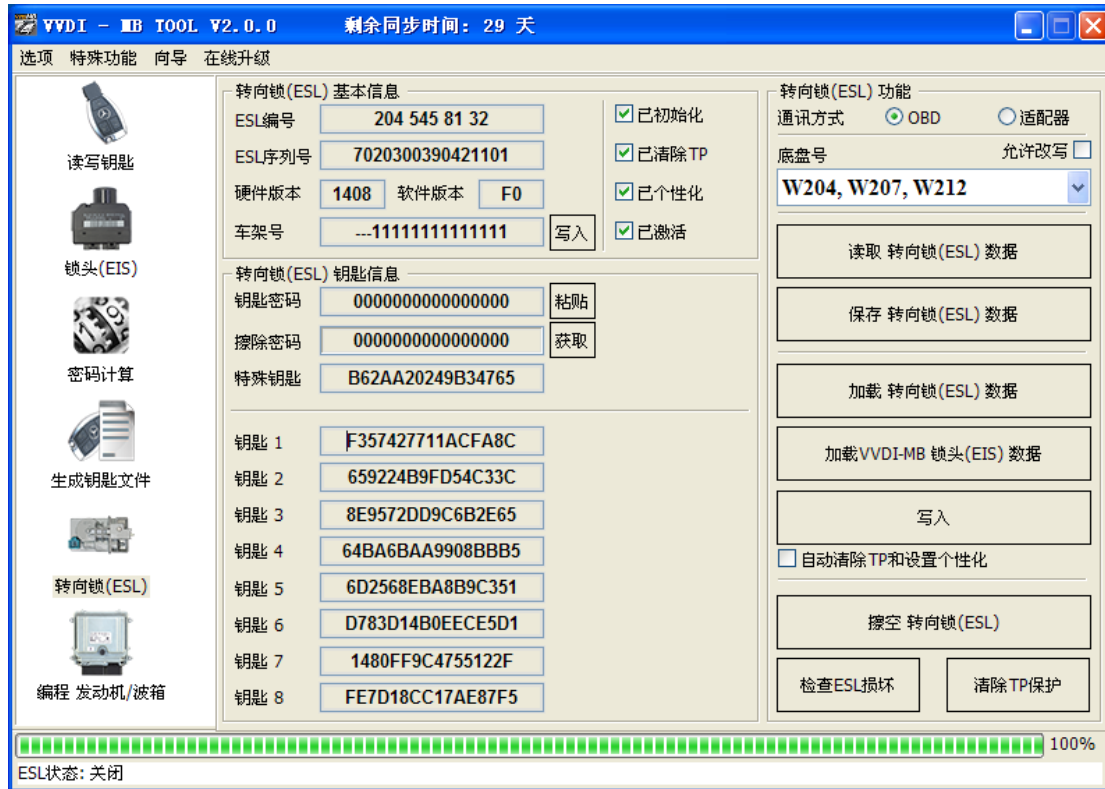 VVDI - MB TOOL V2.0.0 剩余同步时间: 29 天
选项 特殊功能 向导 在线升级
读写钥匙
锁头(EIS)
密码计算
生成钥匙文件
转向锁(ESL)
编程 发动机/波箱
转向锁(ESL)基本信息
ESL编号 204 545 81 32
ESL序列号 7020300390421101
硬件版本 1408 软件版本 F0
车架号 ---11111111111111 写入
已初始化
已清除TP
已个性化
已激活
转向锁(ESL)钥匙信息
钥匙密码 0000000000000000 粘贴
擦除密码 0000000000000000 获取
特殊钥匙 B62AA20249B34765
钥匙 1 F357427711ACFA8C
钥匙 2 659224B9FD54C33C
钥匙 3 8E9572DD9C6B2E65
钥匙 4 64BA6BAA9908BBB5
钥匙 5 6D2568EBA8B9C351
钥匙 6 D783D14B0EECE5D1
钥匙 7 1480FF9C4755122F
钥匙 8 FE7D18CC17AE87F5
转向锁(ESL)功能
通讯方式 OBD 适配器
底盘号 允许改写
W204, W207, W212
读取 转向锁(ESL)数据
保存 转向锁(ESL)数据
加载 转向锁(ESL)数据
加载VVDI-MB 锁头(EIS)数据
写入
自动清除TP和设置个性化
擦空 转向锁(ESL)
检查ESL损坏 清除TP保护
100%
ESL状态: 关闭